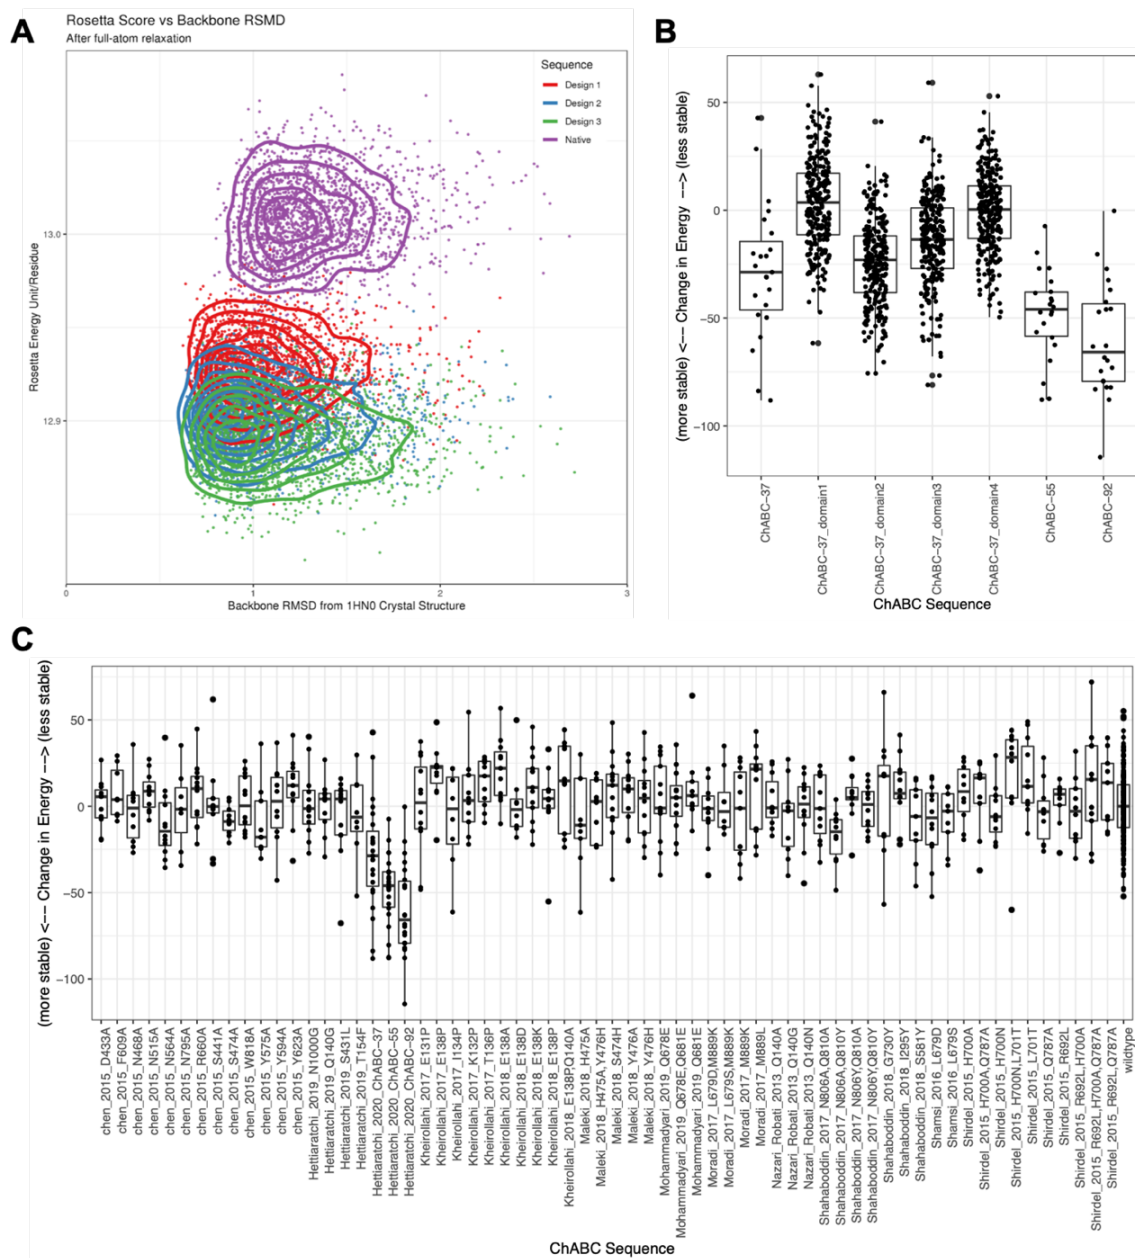 A
Rosetta Score vs Backbone RSMD
After full-atom relaxation
Sequence
Design 1
Design 2
Design 3
Native
Rosetta Energy Unit/Residue
13.0
12.9
0
1
2
3
Backbone RMSD from 1HN0 Crystal Structure
B
(more stable) <--- Change in Energy ---> (less stable)
50
0
−50
−100
ChABC−37
ChABC−37_domain1
ChABC−37_domain2
ChABC−37_domain3
ChABC−37_domain4
ChABC−55
ChABC−92
ChABC Sequence
C
(more stable) <--- Change in Energy ---> (less stable)
50
0
−50
−100
chen_2015_D433A
chen_2015_F609A
chen_2015_N468A
chen_2015_N515A
chen_2015_N564A
chen_2015_N795A
chen_2015_R660A
chen_2015_S441A
chen_2015_S474A
chen_2015_W818A
chen_2015_Y575A
chen_2015_Y594A
chen_2015_Y623A
Hettiaratchi_2019_N1000G
Hettiaratchi_2019_Q140G
Hettiaratchi_2019_S431L
Hettiaratchi_2019_T154F
Hettiaratchi_2020_ChABC−37
Hettiaratchi_2020_ChABC−55
Hettiaratchi_2020_ChABC−92
Kheirollahi_2017_E131P
Kheirollahi_2017_E138P
Kheirollahi_2017_I134P
Kheirollahi_2017_K132P
Kheirollahi_2017_T136P
Kheirollahi_2018_E138A
Kheirollahi_2018_E138D
Kheirollahi_2018_E138K
Kheirollahi_2018_E138P
Kheirollahi_2018_E138P,Q140A
Maleki_2018_H475A
Maleki_2018_H475A,Y476H
Maleki_2018_S474H
Maleki_2018_Y476A
Maleki_2018_Y476H
Mohammadyari_2019_Q678E
Mohammadyari_2019_Q678E,Q681E
Mohammadyari_2019_Q681E
Moradi_2017_L679D,M889K
Moradi_2017_L679S,M889K
Moradi_2017_M889K
Moradi_2017_M889L
Nazari_Robati_2013_Q140A
Nazari_Robati_2013_Q140G
Nazari_Robati_2013_Q140N
Shahaboddin_2017_N806A,Q810A
Shahaboddin_2017_N806A,Q810Y
Shahaboddin_2017_N806Y,Q810A
Shahaboddin_2017_N806Y,Q810Y
Shahaboddin_2018_G730Y
Shahaboddin_2018_I295Y
Shahaboddin_2018_S581Y
Shamsi_2016_L679D
Shamsi_2016_L679S
Shirdel_2015_H700A
Shirdel_2015_H700A,Q787A
Shirdel_2015_H700N
Shirdel_2015_H700N,L701T
Shirdel_2015_L701T
Shirdel_2015_Q787A
Shirdel_2015_R692L
Shirdel_2015_R692L,H700A
Shirdel_2015_R692L,H700A,Q787A
Shirdel_2015_R692L,Q787A
wildtype
ChABC Sequence